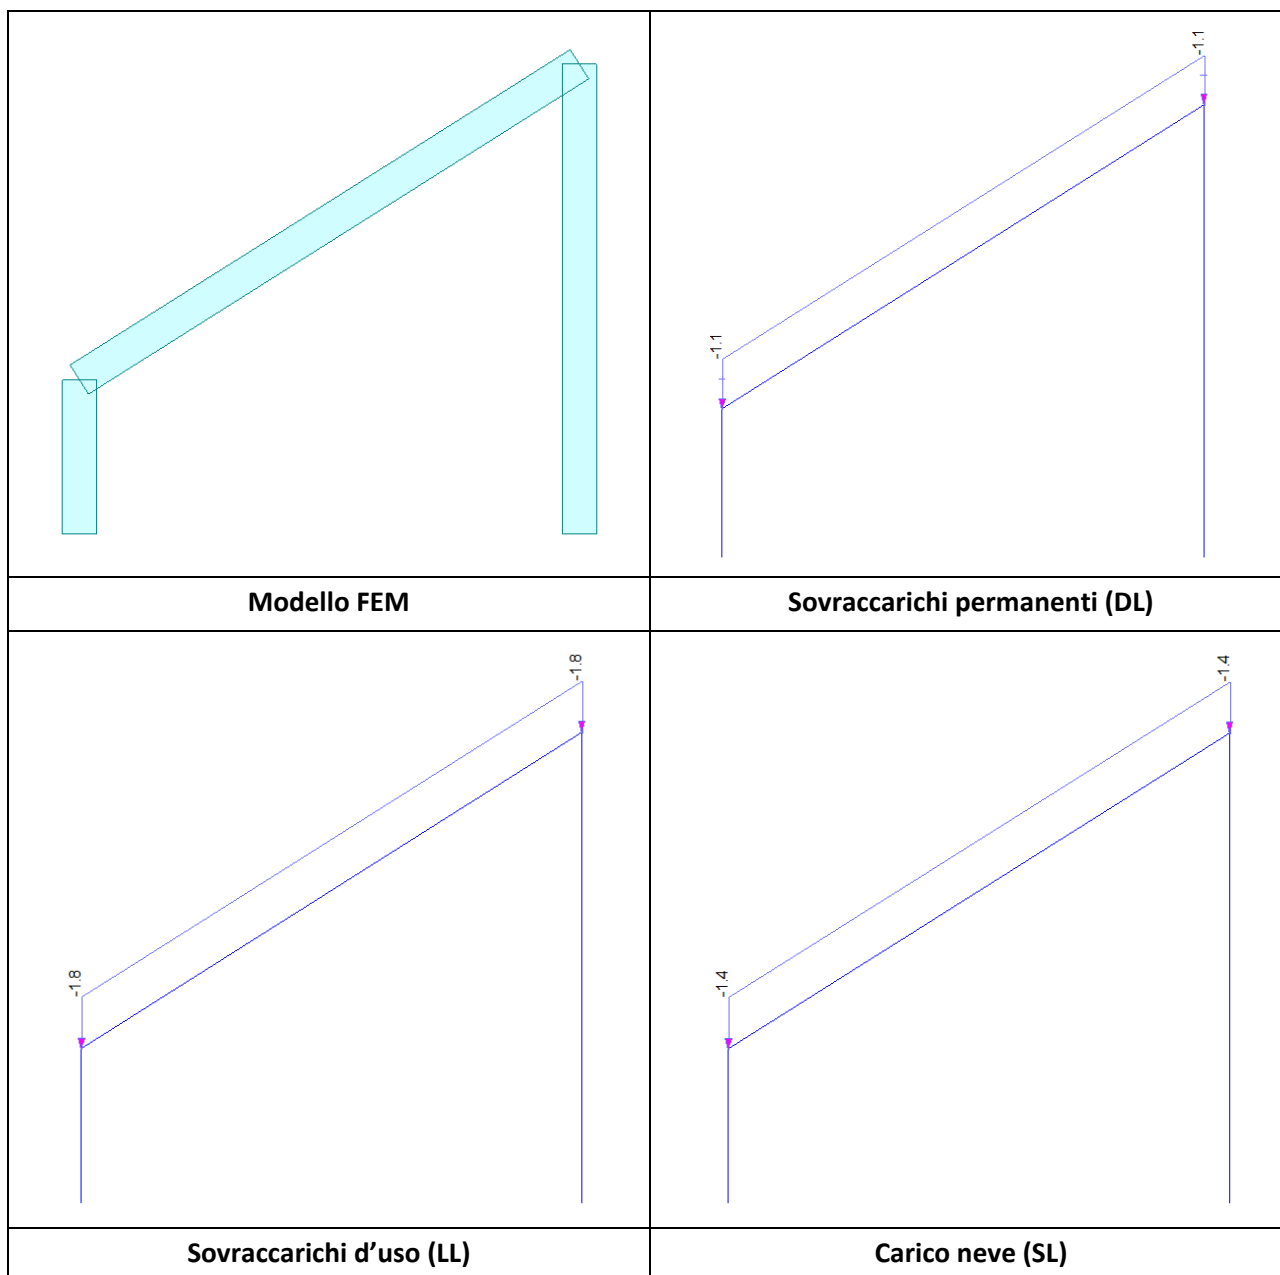 -1.1
-1.1
Modello FEM
Sovraccarichi permanenti (DL)
-1.8
-1.8
-1.4
-1.4
Sovraccarichi d’uso (LL)
Carico neve (SL)